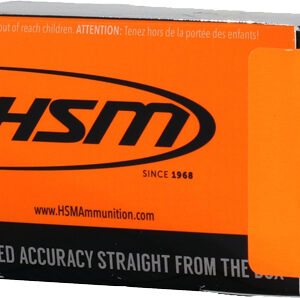 out of reach children. ATTENTION: Tenez hors de la portée des enfants!
HSM
SINCE 1968
www.HSMAmmunition.com
ACCURACY STRAIGHT FROM THE BOX